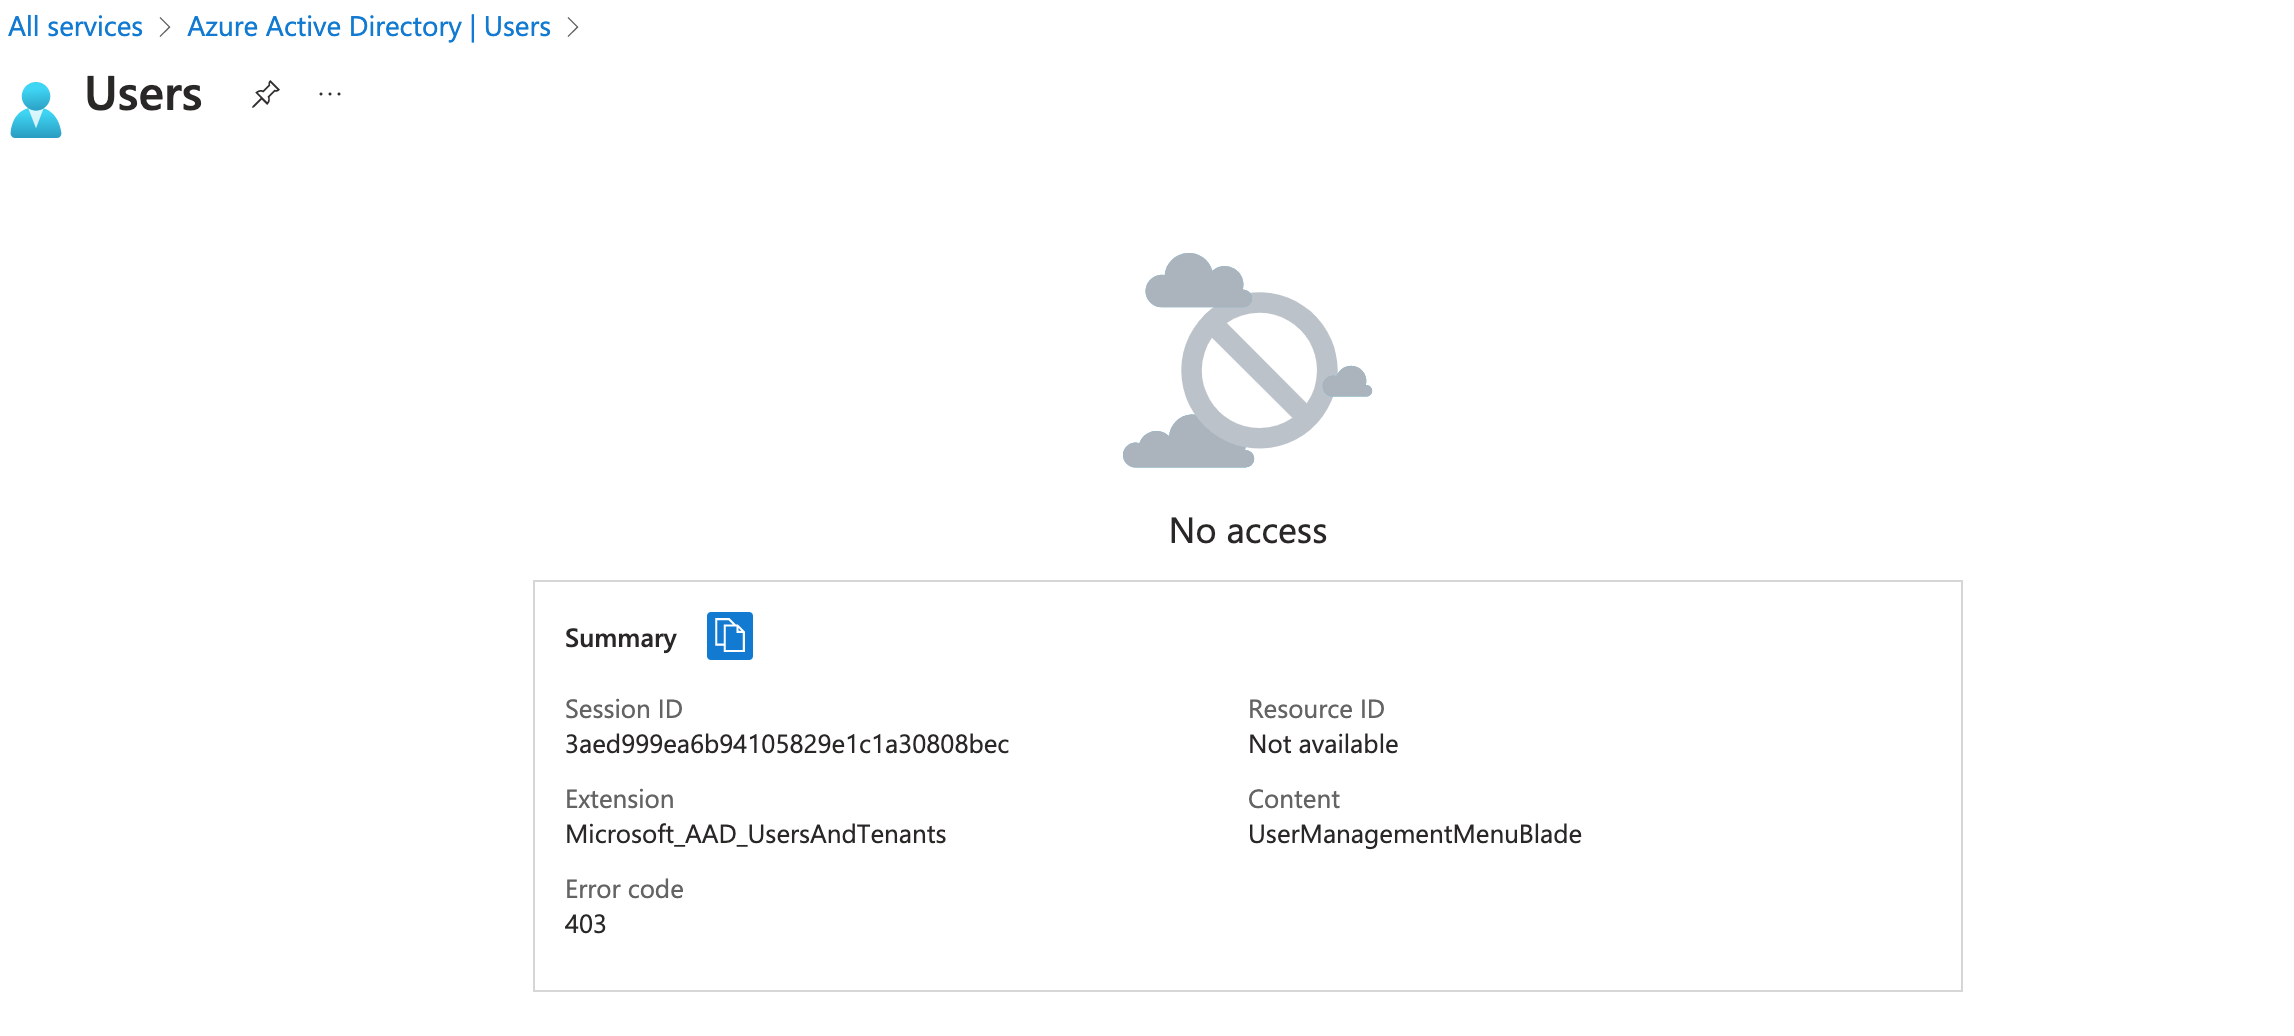 All services > Azure Active Directory | Users >
Users
No access
Summary
Session ID
3aed999ea6b94105829e1c1a30808bec
Resource ID
Not available
Extension
Microsoft_AAD_UsersAndTenants
Content
UserManagementMenuBlade
Error code
403